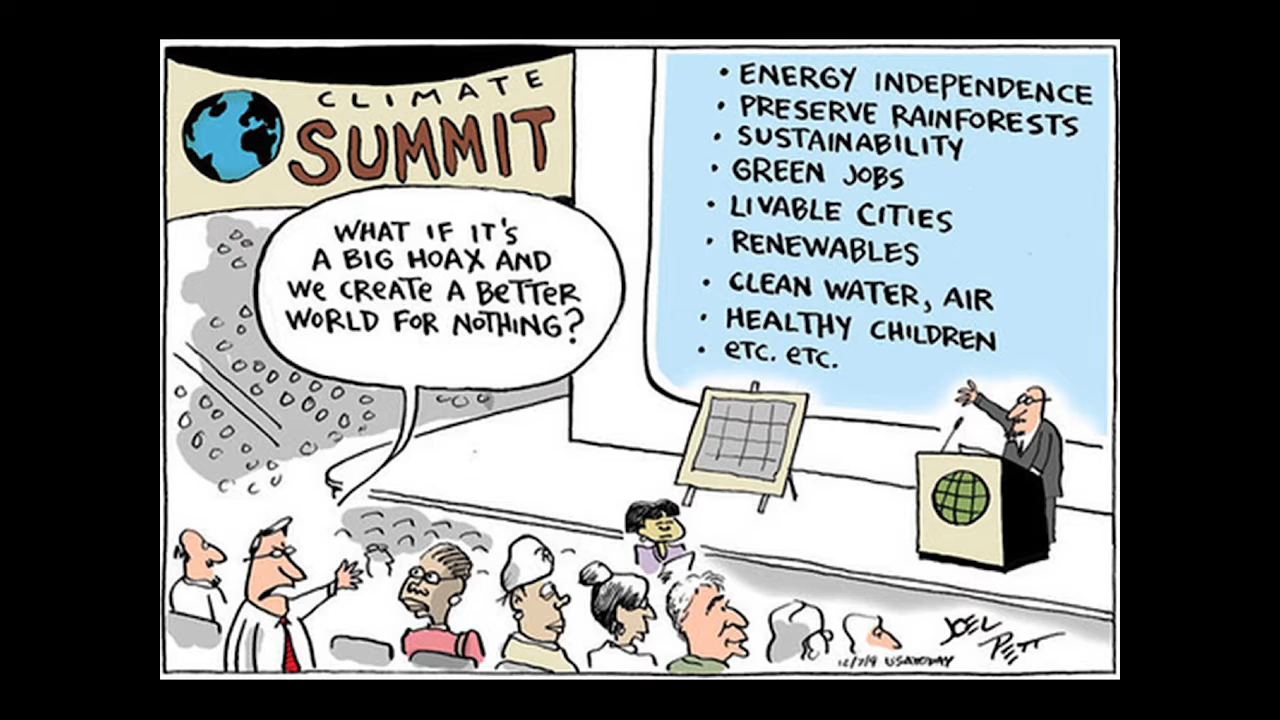 CLIMATE
SUMMIT
WHAT IF IT'S
A BIG HOAX AND
WE CREATE A BETTER
WORLD FOR NOTHING?
• ENERGY INDEPENDENCE
• PRESERVE RAINFORESTS
• SUSTAINABILITY
• GREEN JOBS
• LIVABLE CITIES
• RENEWABLES
• CLEAN WATER, AIR
• HEALTHY CHILDREN
• ETC. ETC.
JOEL
PETT
USA TODAY